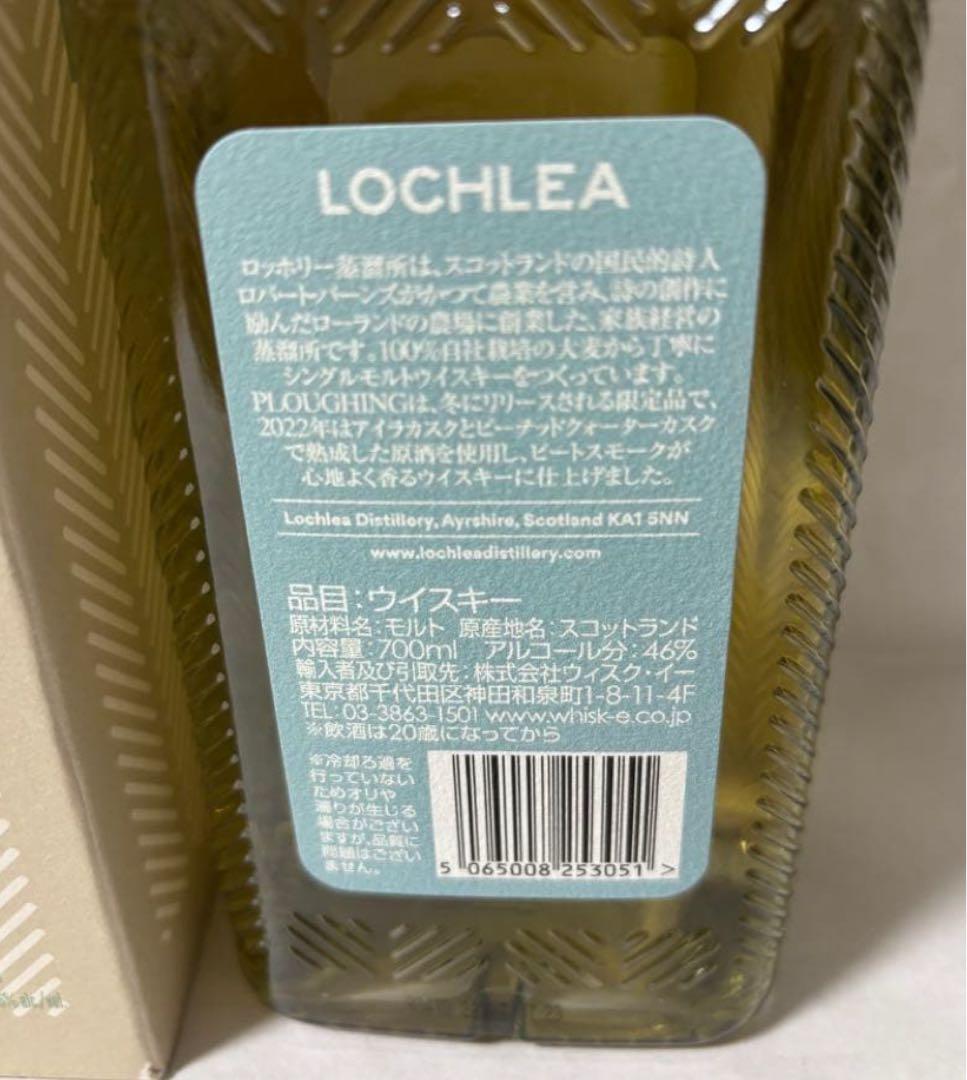 LOCHLEA
ロッホリー蒸溜所は、スコットランドの国民的詩人
ロバートバーンズがかつて農業を営み、詩の創作に
励んだローランドの農場に創業した、家族経営の
蒸溜所です。100%自社栽培の大麦から丁寧に
シングルモルトウイスキーをつくっています。
PLOUGHINGは、冬にリリースされる限定品で、
2022年はアイラカスクとピーテッドクォーターカスク
で熟成した原酒を使用し、ピートスモークが
心地よく香るウイスキーに仕上げました。
Lochlea Distillery, Ayrshire, Scotland KA1 5NN
www.lochleadistillery.com
品目：ウイスキー
原材料名：モルト 原産地名：スコットランド
内容量：700ml アルコール分：46%
輸入者及び引取先：株式会社ウィスク・イー
東京都千代田区神田和泉町1-8-11-4F
TEL：03-3863-1501 www.whisk-e.co.jp
※飲酒は20歳になってから
※冷却ろ過を
行っていない
ためオリや
濁りが生じる
場合がござい
ますが、品質に
問題はござい
ません。
5 065008 253051 >